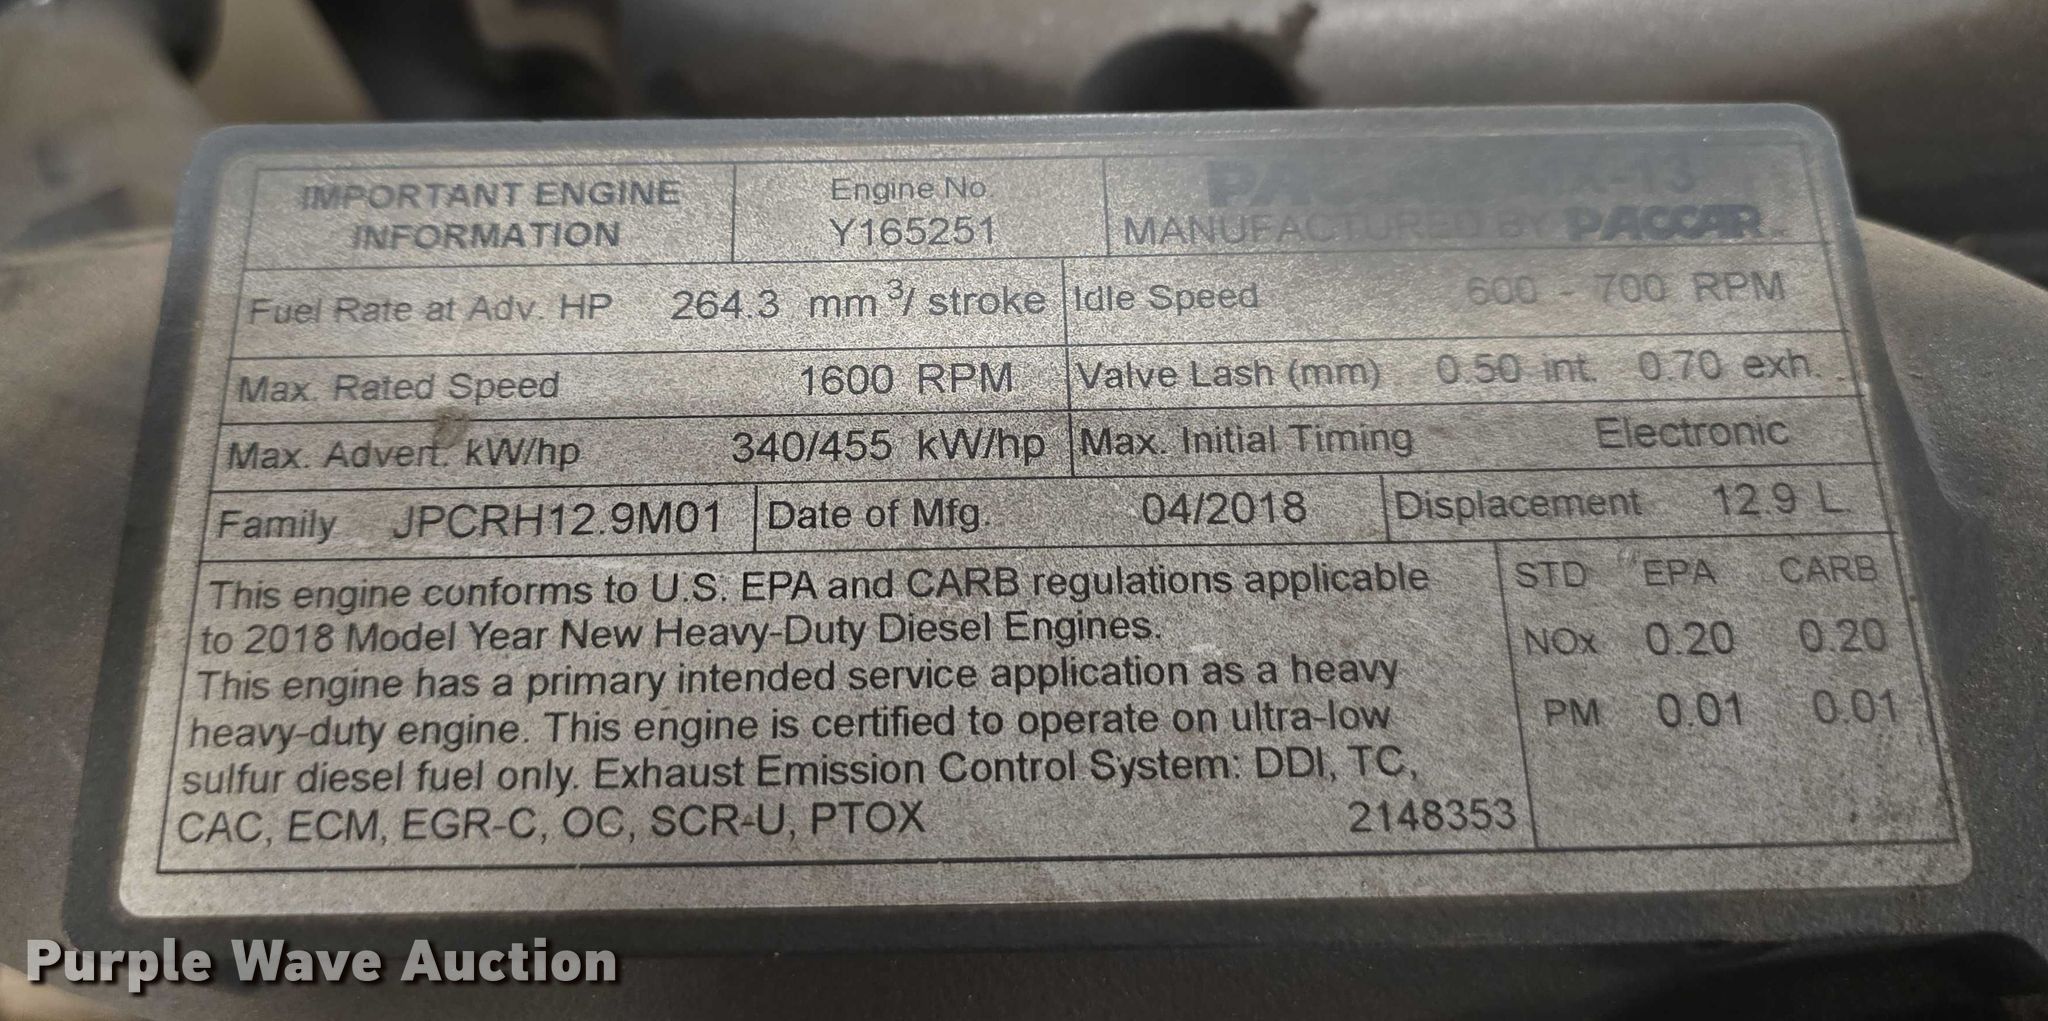 IMPORTANT ENGINE
INFORMATION
Engine No.
Y165251
PACCAR MX-13
MANUFACTURED BY PACCAR
Fuel Rate at Adv. HP 264.3 mm³/ stroke
Idle Speed 600 - 700 RPM
Max. Rated Speed 1600 RPM
Valve Lash (mm) 0.50 int. 0.70 exh.
Max. Advert. kW/hp 340/455 kW/hp
Max. Initial Timing Electronic
Family JPCRH12.9M01
Date of Mfg. 04/2018
Displacement 12.9 L
This engine conforms to U.S. EPA and CARB regulations applicable
to 2018 Model Year New Heavy-Duty Diesel Engines.
This engine has a primary intended service application as a heavy
heavy-duty engine. This engine is certified to operate on ultra-low
sulfur diesel fuel only. Exhaust Emission Control System: DDI, TC,
CAC, ECM, EGR-C, OC, SCR-U, PTOX 2148353
STD EPA CARB
NOx 0.20 0.20
PM 0.01 0.01
Purple Wave Auction